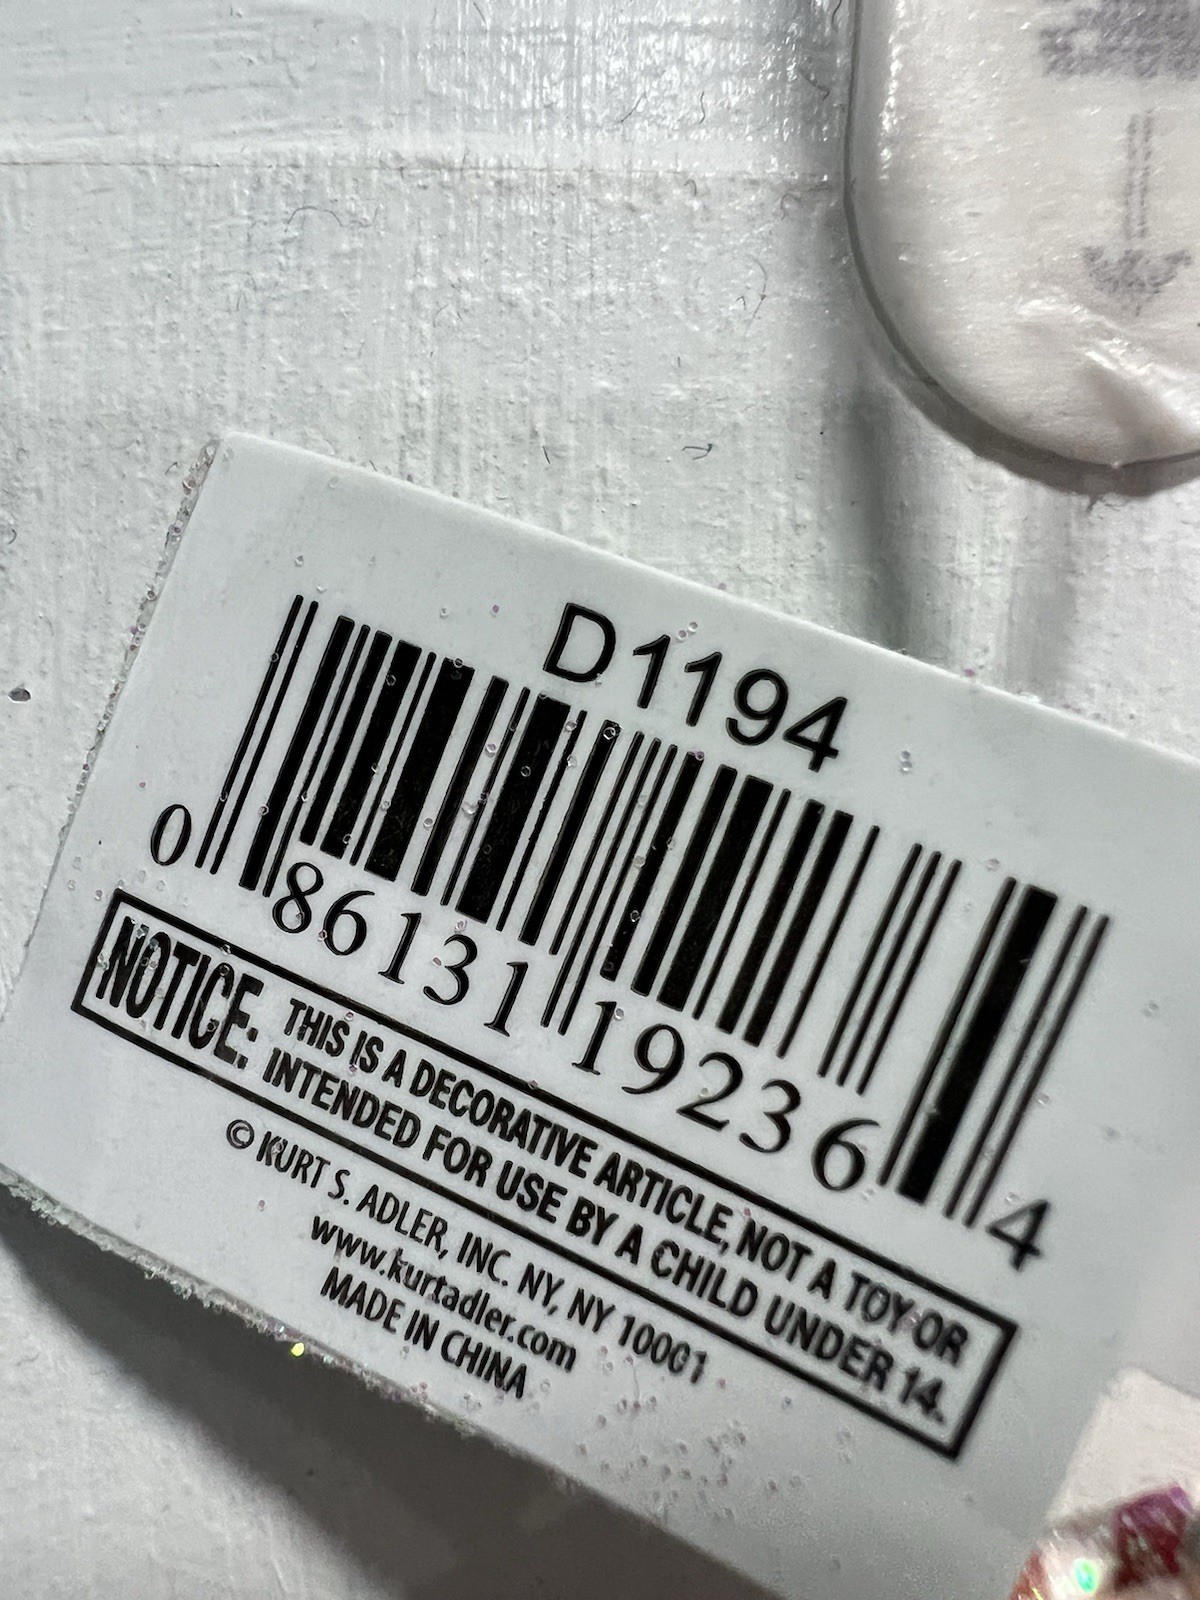 D1194
0 86131 19236 4
NOTICE: THIS IS A DECORATIVE ARTICLE, NOT A TOY OR
INTENDED FOR USE BY A CHILD UNDER 14.
© KURT S. ADLER, INC. NY, NY 10001
www.kurtadler.com
MADE IN CHINA